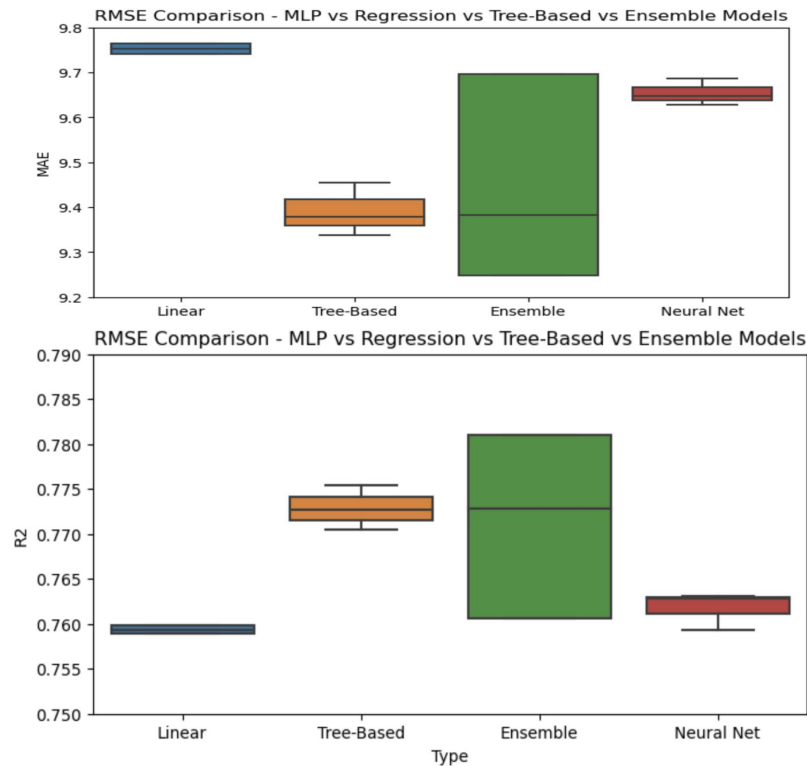 RMSE Comparison - MLP vs Regression vs Tree-Based vs Ensemble Models
9.8
9.7
9.6
9.5
9.4
9.3
9.2
MAE
Linear Tree-Based Ensemble Neural Net
RMSE Comparison - MLP vs Regression vs Tree-Based vs Ensemble Models
0.790
0.785
0.780
0.775
0.770
0.765
0.760
0.755
0.750
R2
Linear Tree-Based Ensemble Neural Net
Type